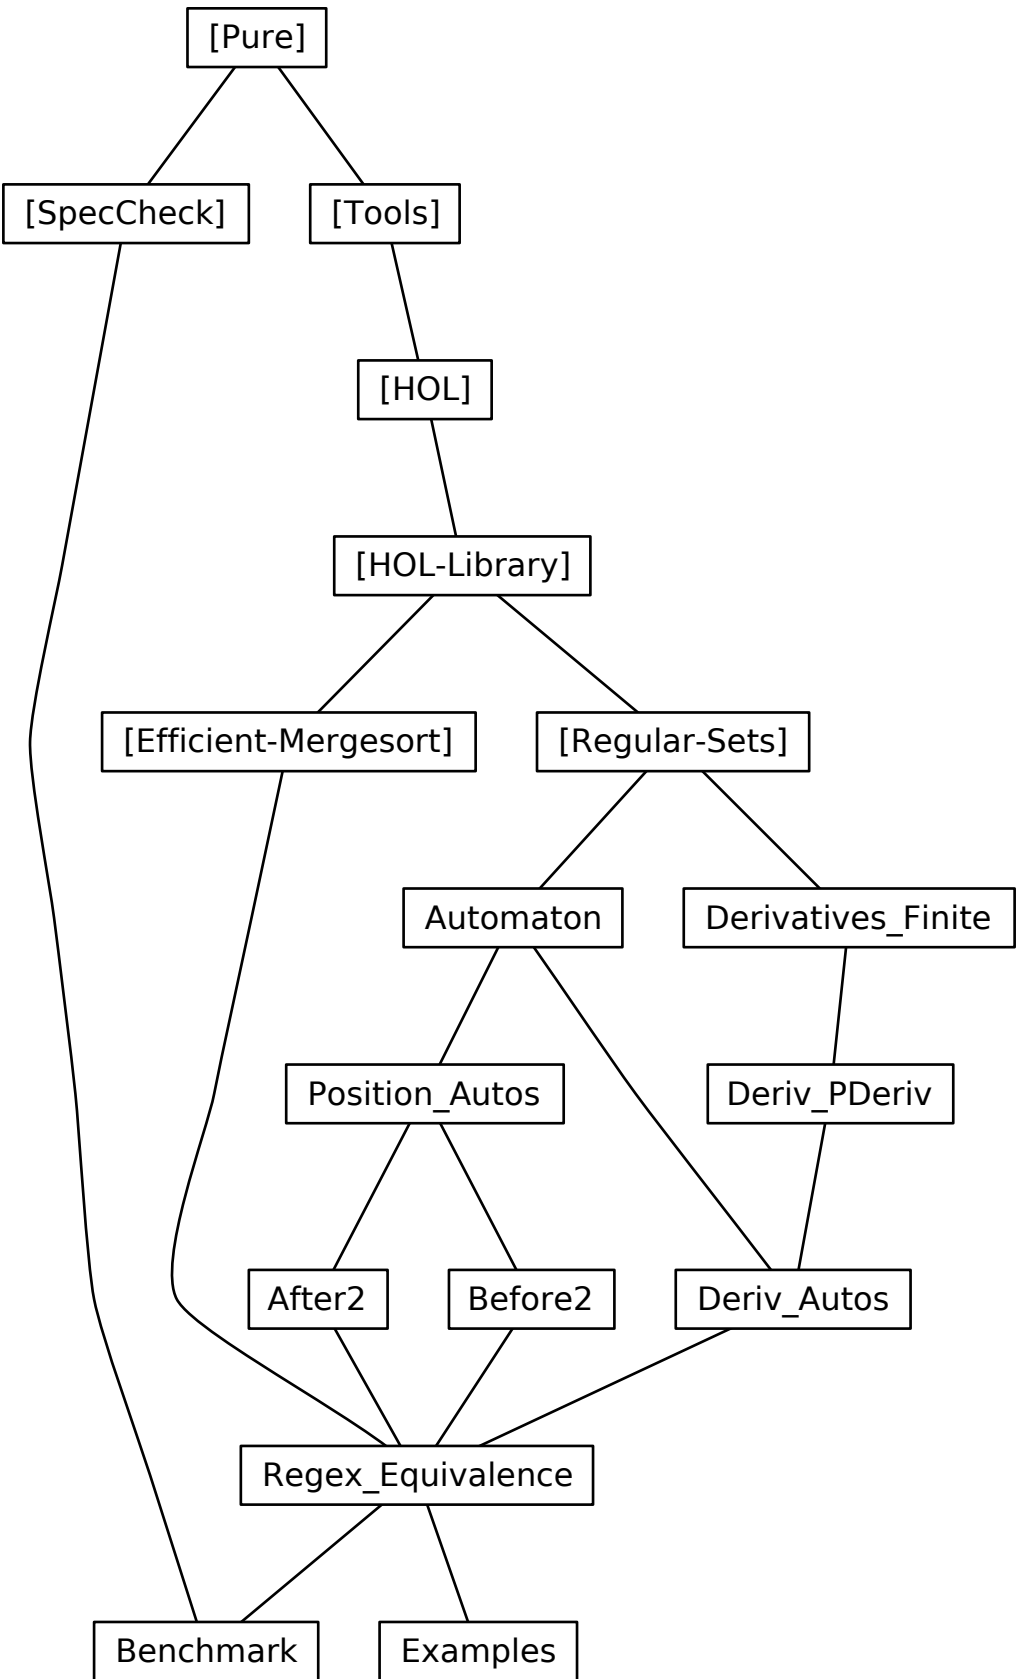 [Pure]
[SpecCheck]
[Tools]
[HOL]
[HOL-Library]
[Efficient-Mergesort]
[Regular-Sets]
Automaton
Derivatives_Finite
Position_Autos
Deriv_PDeriv
After2
Before2
Deriv_Autos
Regex_Equivalence
Benchmark
Examples